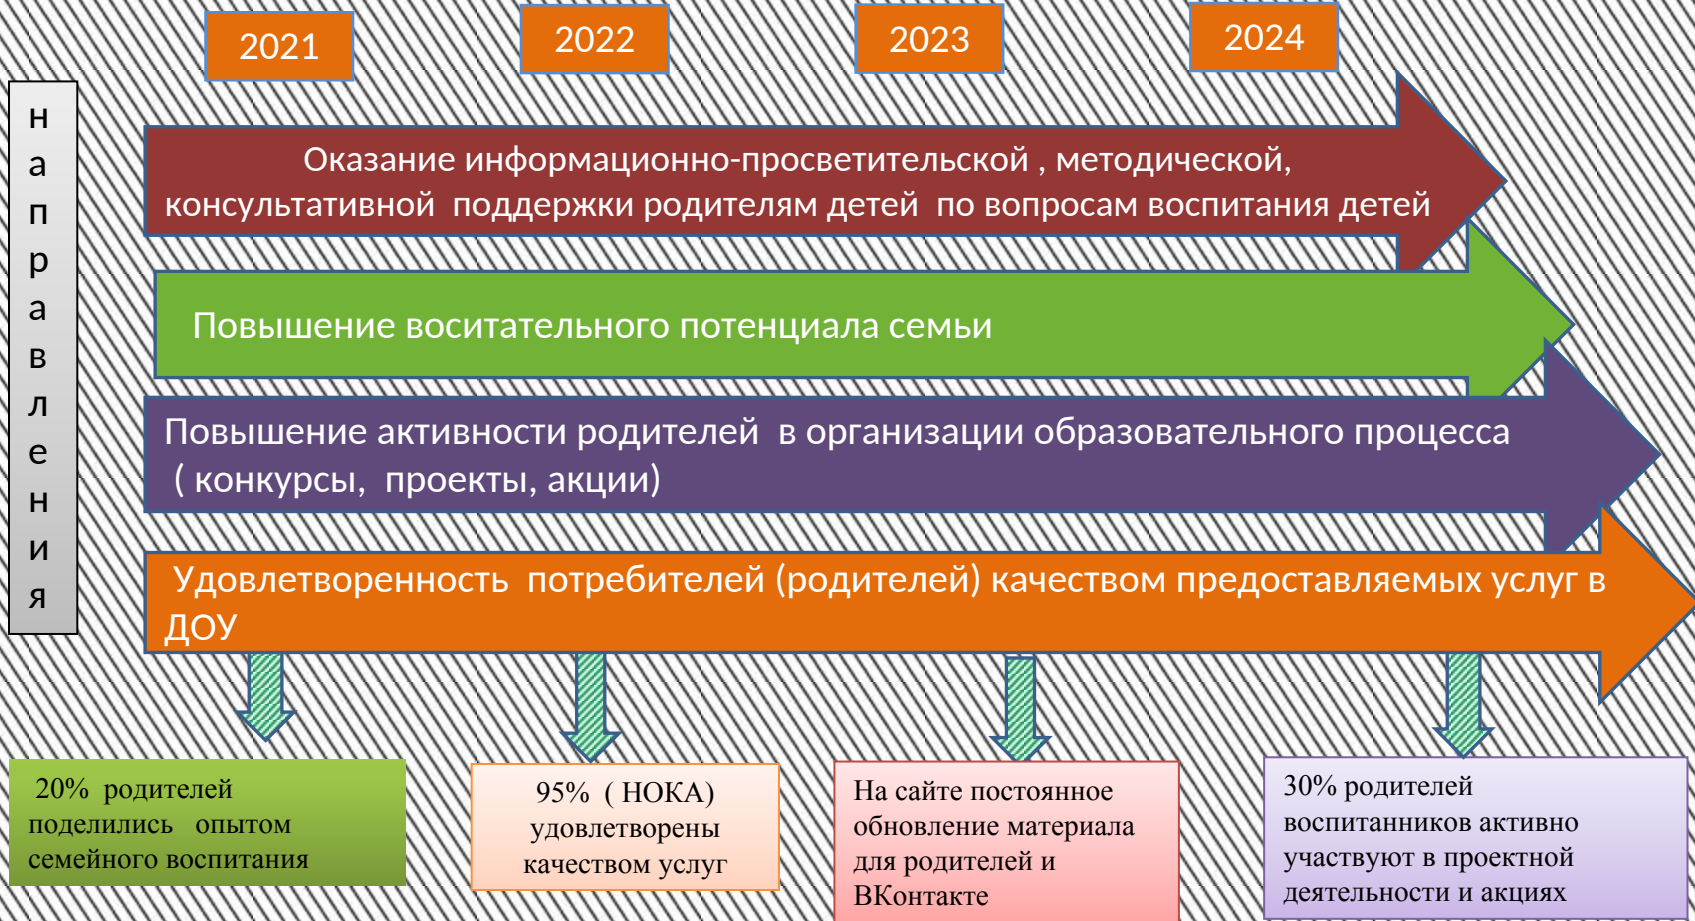 2021
2022
2023
2024
направления
Оказание информационно-просветительской , методической,
консультативной поддержки родителям детей по вопросам воспитания детей
Повышение воситательного потенциала семьи
Повышение активности родителей в организации образовательного процесса
( конкурсы, проекты, акции)
Удовлетворенность потребителей (родителей) качеством предоставляемых услуг в
ДОУ
20% родителей
поделились опытом
семейного воспитания
95% ( НОКА)
удовлетворены
качеством услуг
На сайте постоянное
обновление материала
для родителей и
ВКонтакте
30% родителей
воспитанников активно
участвуют в проектной
деятельности и акциях